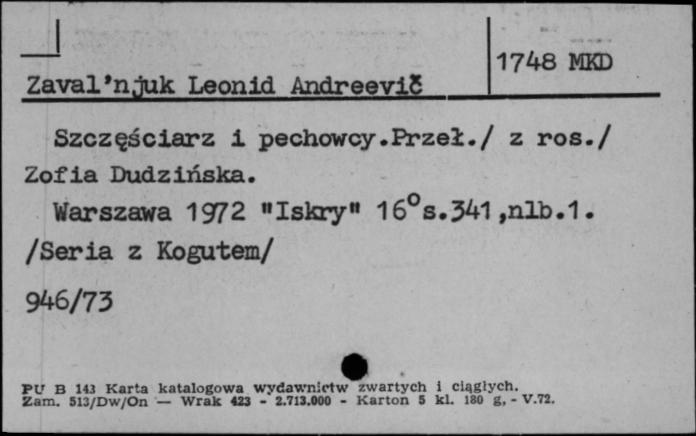 1748 MKD
Zaval'njuk Leonid Andreevič
Szczęściarz i pechowcy.Przeł./ z ros./
Zofia Dudzińska.
Warszawa 1972 "Iskry" 16°s.341,nlb.1.
/Seria z Kogutem/
946/73
PU B 143 Karta katalogowa wydawnictw zwartych i ciągłych.
Zam. 513/Dw/On — Wrak 423 - 2.713.000 - Karton 5 kl. 180 g, - V.72.